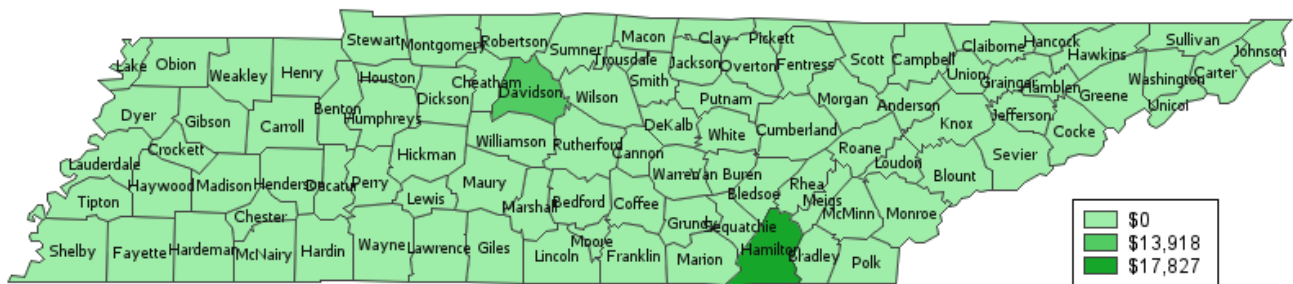 Stewart
Montgomery
Robertson
Sumner
Macon
Clay
Pickett
Claiborne
Hancock
Hawkins
Sullivan
Johnson
Lake
Obion
Weakley
Henry
Houston
Cheatham
Davidson
Trousdale
Smith
Jackson
Overton
Fentress
Scott
Campbell
Union
Grainger
Hamblen
Greene
Washington
Carter
Unicoi
Dyer
Gibson
Carroll
Benton
Humphreys
Dickson
Wilson
Putnam
Morgan
Anderson
Knox
Jefferson
Cocke
Lauderdale
Crockett
Haywood
Madison
Henderson
Decatur
Perry
Hickman
Williamson
Rutherford
DeKalb
Cannon
White
Cumberland
Roane
Loudon
Blount
Sevier
Tipton
Chester
Lewis
Maury
Marshall
Bedford
Coffee
Warren
Van Buren
Bledsoe
Rhea
Meigs
McMinn
Monroe
Shelby
Fayette
Hardeman
McNairy
Hardin
Wayne
Lawrence
Giles
Lincoln
Moore
Franklin
Grundy
Sequatchie
Marion
Hamilton
Bradley
Polk
$0
$13,918
$17,827